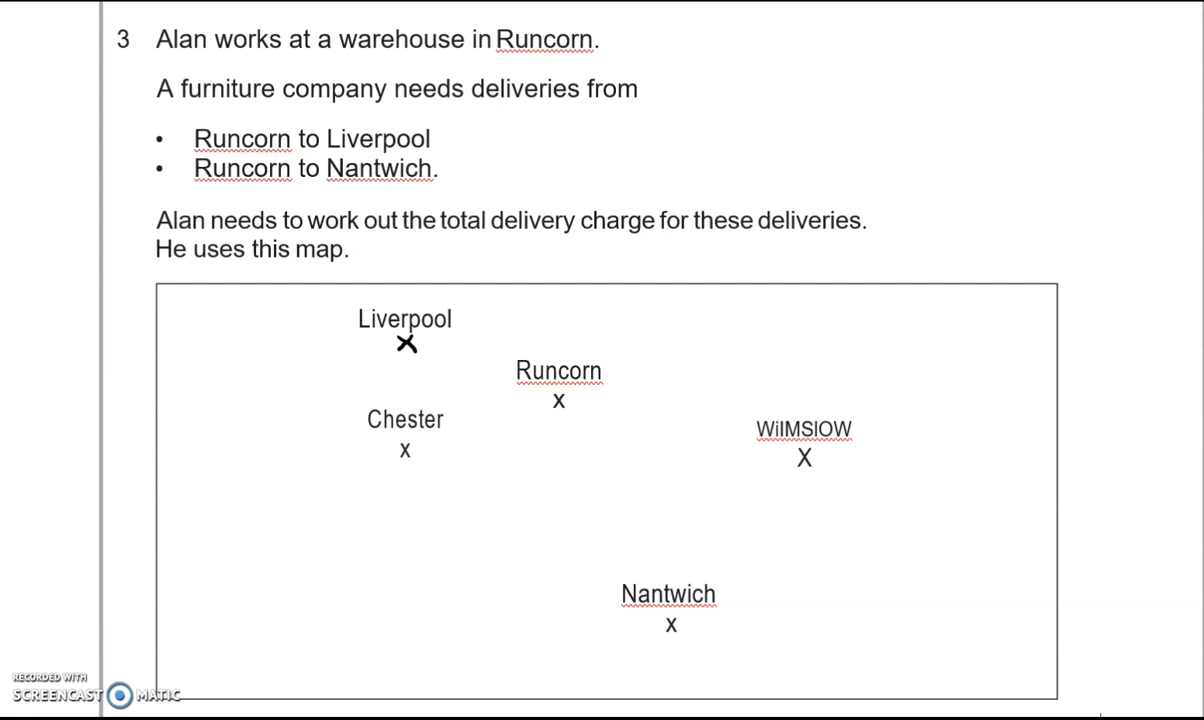 3 Alan works at a warehouse in Runcorn.
A furniture company needs deliveries from
• Runcorn to Liverpool
• Runcorn to Nantwich.
Alan needs to work out the total delivery charge for these deliveries.
He uses this map.
Liverpool
x
Runcorn
x
Chester
x
WilMSlOW
X
Nantwich
x
RECORDED WITH
SCREENCAST MATIC